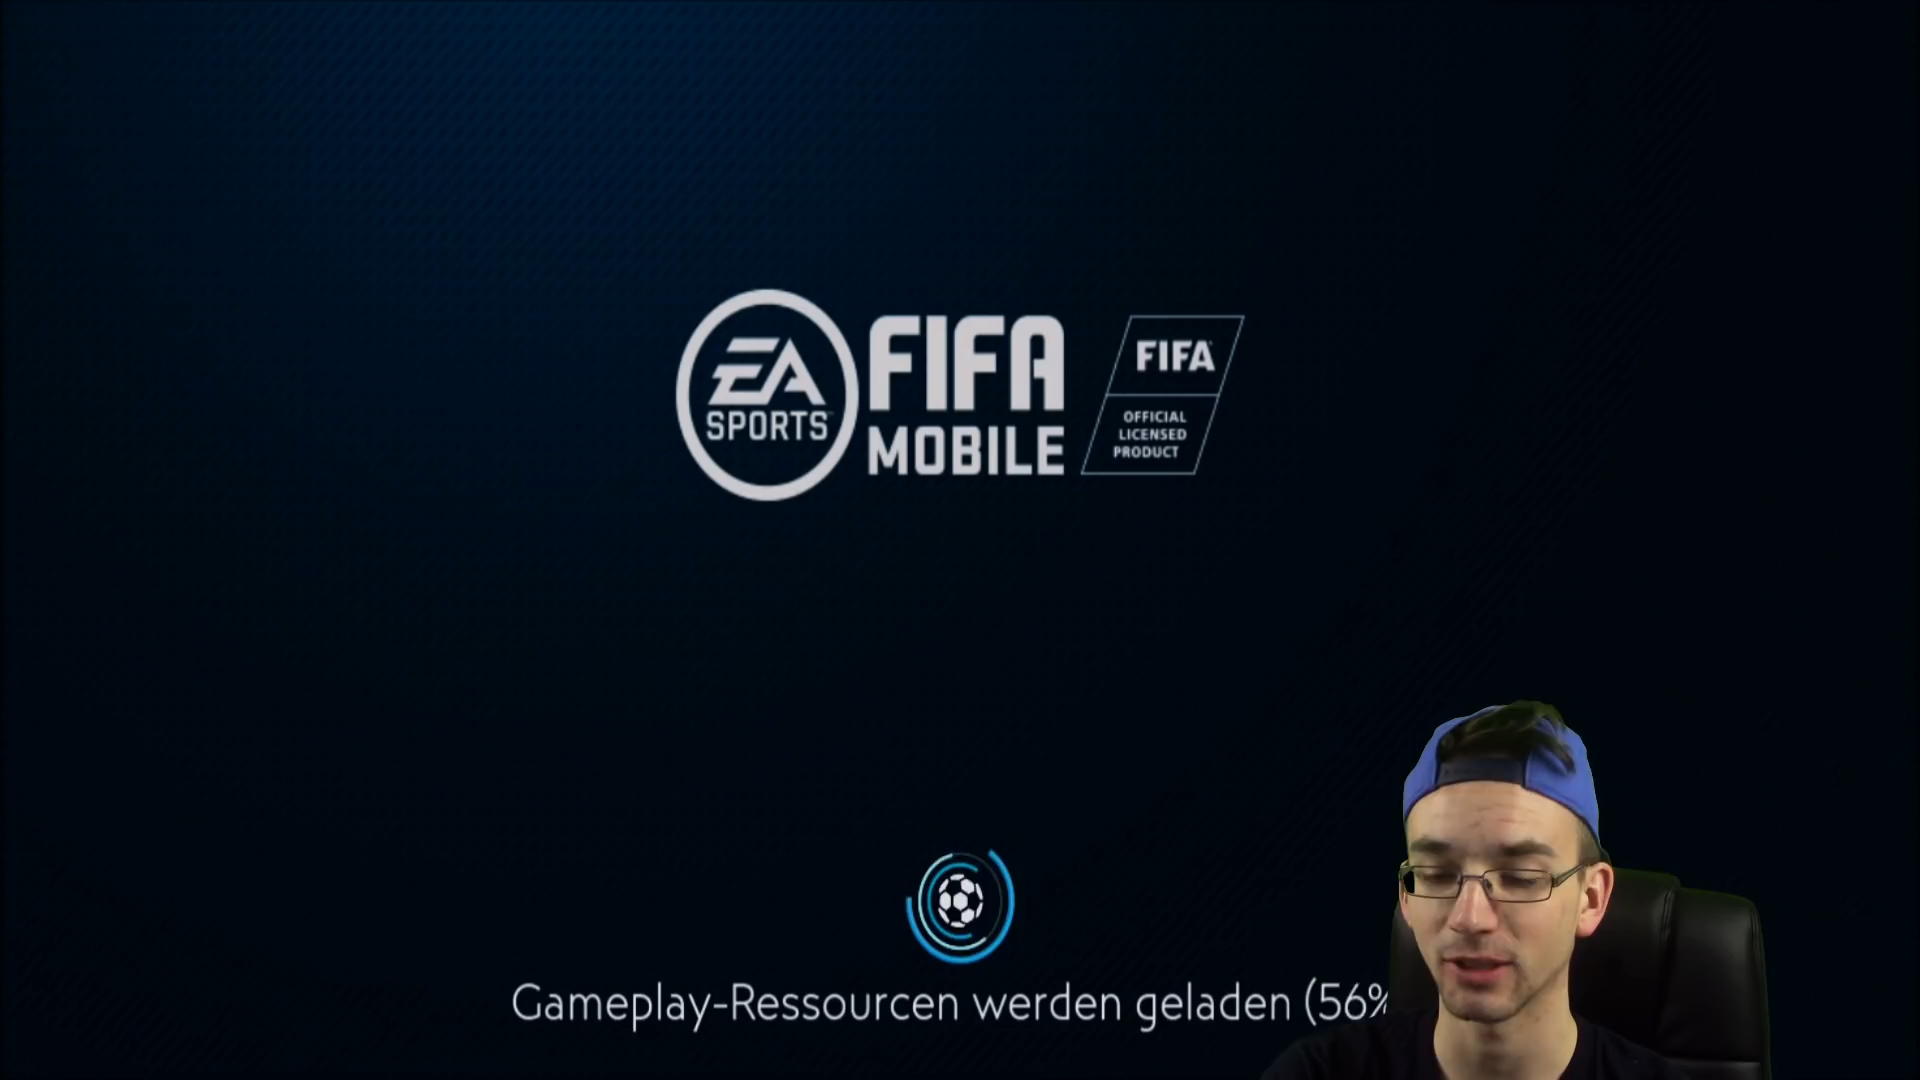 EA
SPORTS
FIFA
MOBILE
FIFA
OFFICIAL
LICENSED
PRODUCT
Gameplay-Ressourcen werden geladen (56%